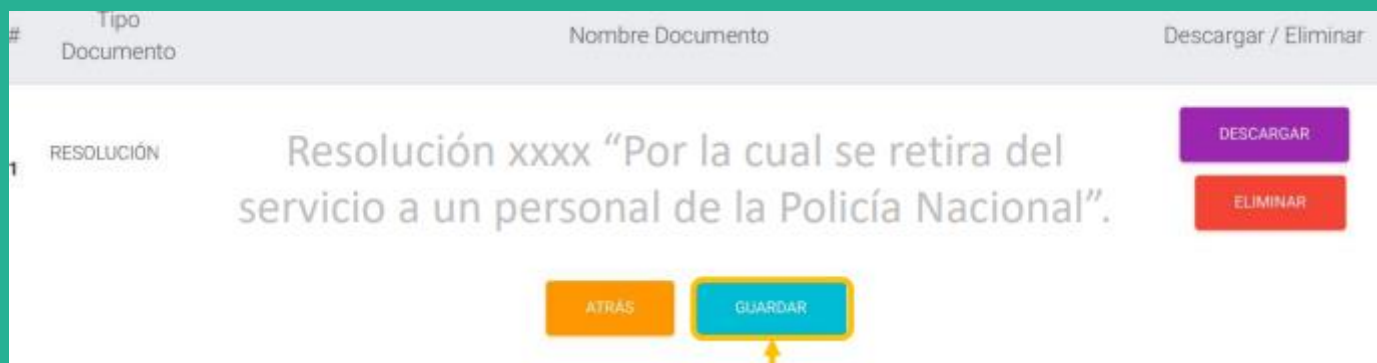 # Tipo Documento Nombre Documento Descargar / Eliminar
1 RESOLUCIÓN
Resolución xxxx “Por la cual se retira del
servicio a un personal de la Policía Nacional”.
DESCARGAR
ELIMINAR
ATRÁS GUARDAR